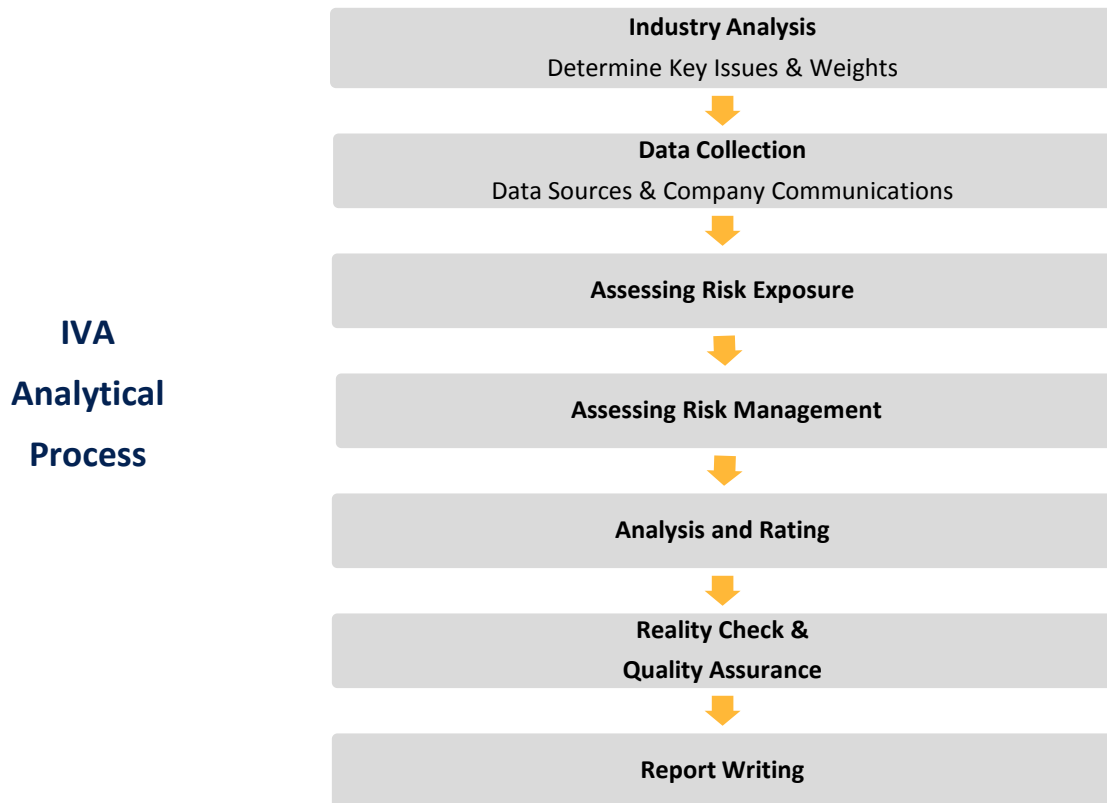 IVA
Analytical
Process
Industry Analysis
Determine Key Issues & Weights
Data Collection
Data Sources & Company Communications
Assessing Risk Exposure
Assessing Risk Management
Analysis and Rating
Reality Check &
Quality Assurance
Report Writing